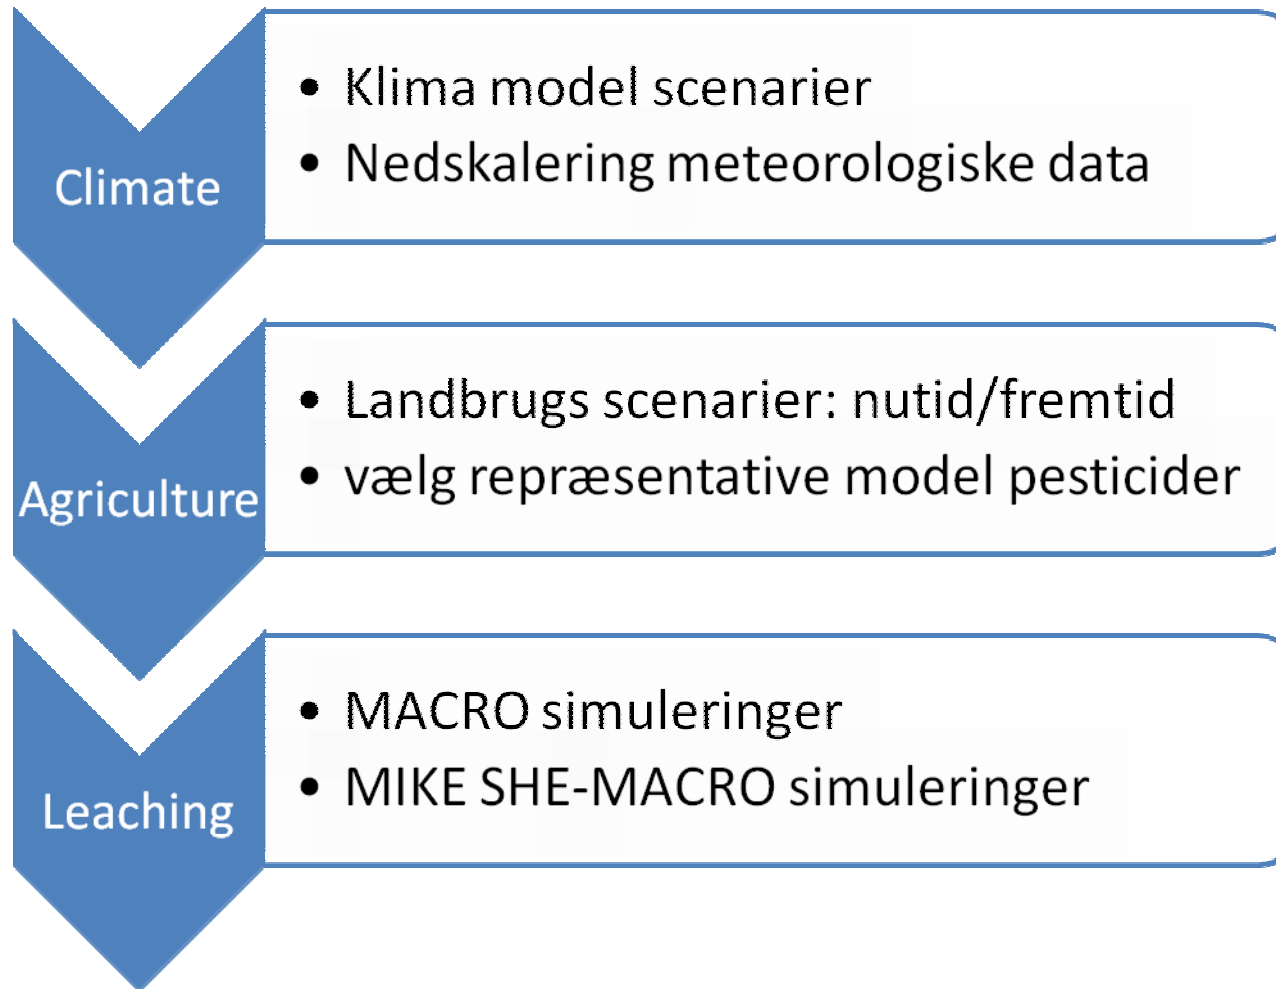 Climate
• Klima model scenarier
• Nedskalering meteorologiske data
Agriculture
• Landbrugs scenarier: nutid/fremtid
• vælg repræsentative model pesticider
Leaching
• MACRO simuleringer
• MIKE SHE-MACRO simuleringer